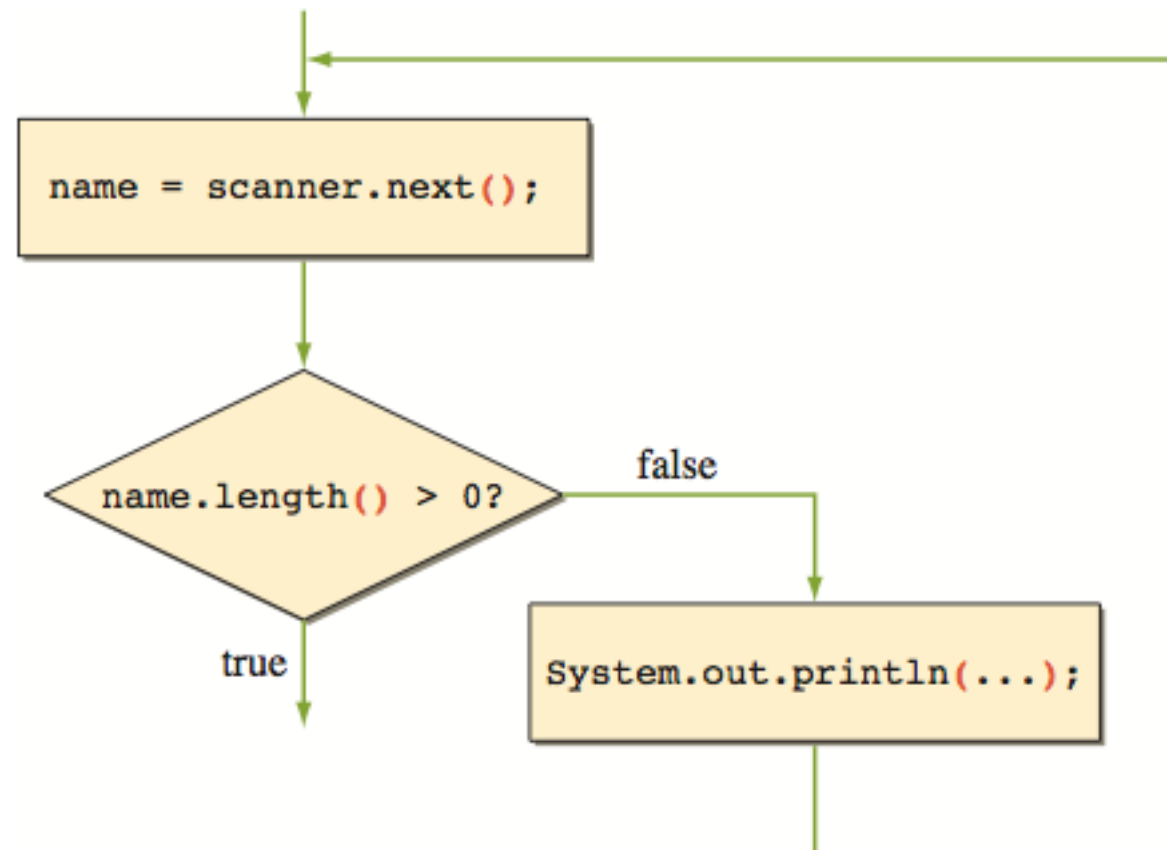 name = scanner.next();
name.length() > 0?
false
true
System.out.println(...);